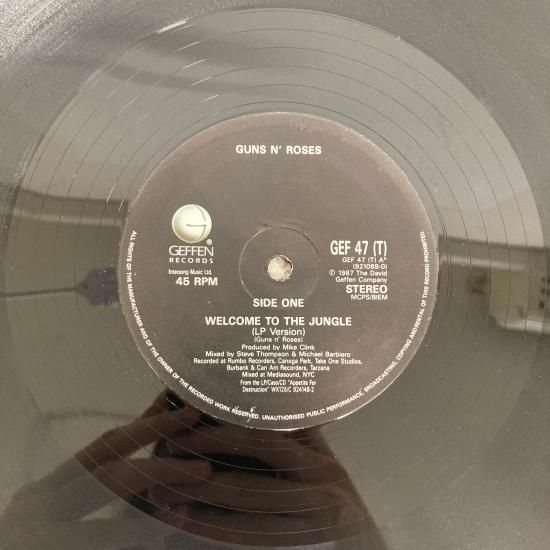 GUNS N' ROSES
G
GEFFEN®
RECORDS
Intersong Music Ltd.
45 RPM
GEF 47 (T)
GEF 47 (T) A*
(921089-0)
℗ 1987 The David
Geffen Company
STEREO
MCPS/BIEM
SIDE ONE
WELCOME TO THE JUNGLE
(LP Version)
(Guns n' Roses)
Produced by Mike Clink
Mixed by Steve Thompson & Michael Barbiero
Recorded at Rumbo Recorders, Canoga Park, Take One Studios,
Burbank & Can Am Recorders, Tarzana
Mixed at Mediasound, NYC
From the LP/Cass/CD "Appetite For
Destruction" WX125/C 924148-2
ALL RIGHTS OF THE MANUFACTURER AND OF THE OWNER OF THE RECORDED WORK RESERVED. UNAUTHORISED PUBLIC PERFORMANCE, BROADCASTING, COPYING AND/RENTAL OF THIS RECORD PROHIBITED.